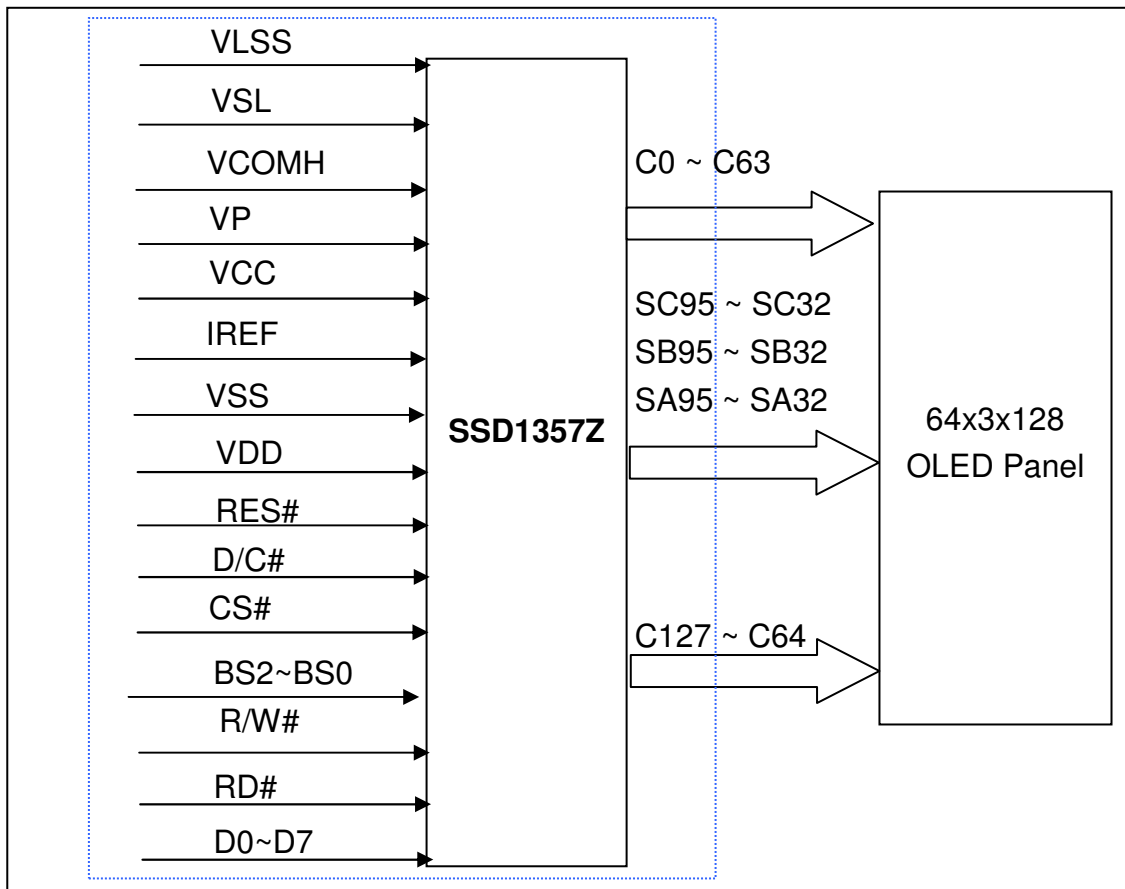 VLSS
VSL
VCOMH
VP
VCC
IREF
VSS
VDD
RES#
D/C#
CS#
BS2~BS0
R/W#
RD#
D0~D7
SSD1357Z
C0 ~ C63
SC95 ~ SC32
SB95 ~ SB32
SA95 ~ SA32
C127 ~ C64
64x3x128
OLED Panel